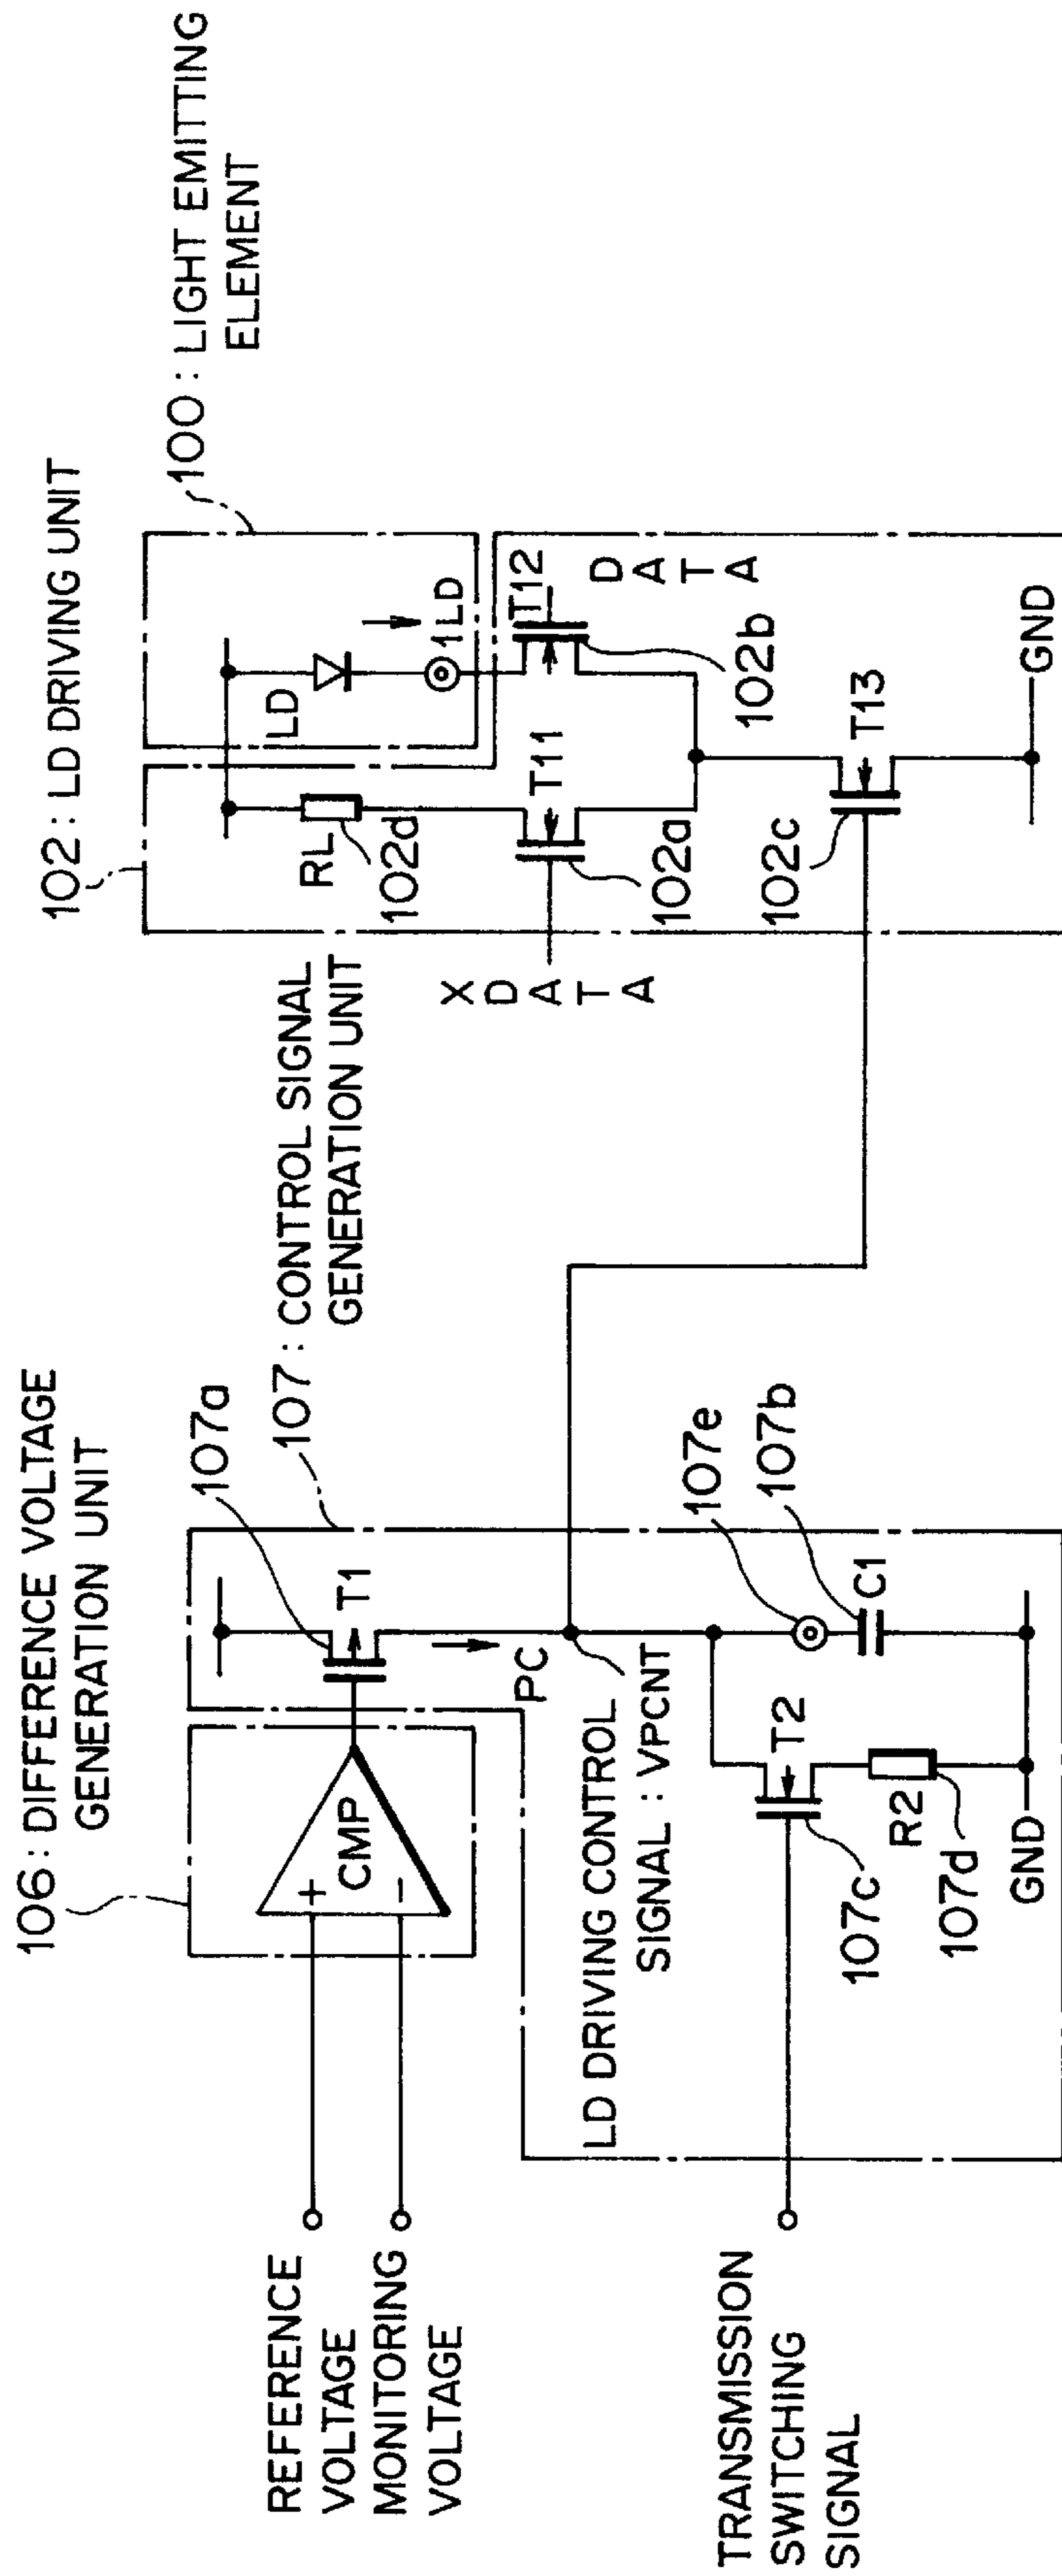 106 : DIFFERENCE VOLTAGE
GENERATION UNIT
107 : CONTROL SIGNAL
GENERATION UNIT
102 : LD DRIVING UNIT
100 : LIGHT EMITTING
ELEMENT
REFERENCE
VOLTAGE
MONITORING
VOLTAGE
+
−
CMP
107a
T1
PC
LD DRIVING CONTROL
SIGNAL : VPCNT
TRANSMISSION
SWITCHING
SIGNAL
T2
107c
R2
107d
GND
107e
107b
C1
XDATA
RL
102d
T11
102a
LD
1LD
T12
DATA
102b
T13
102c
GND